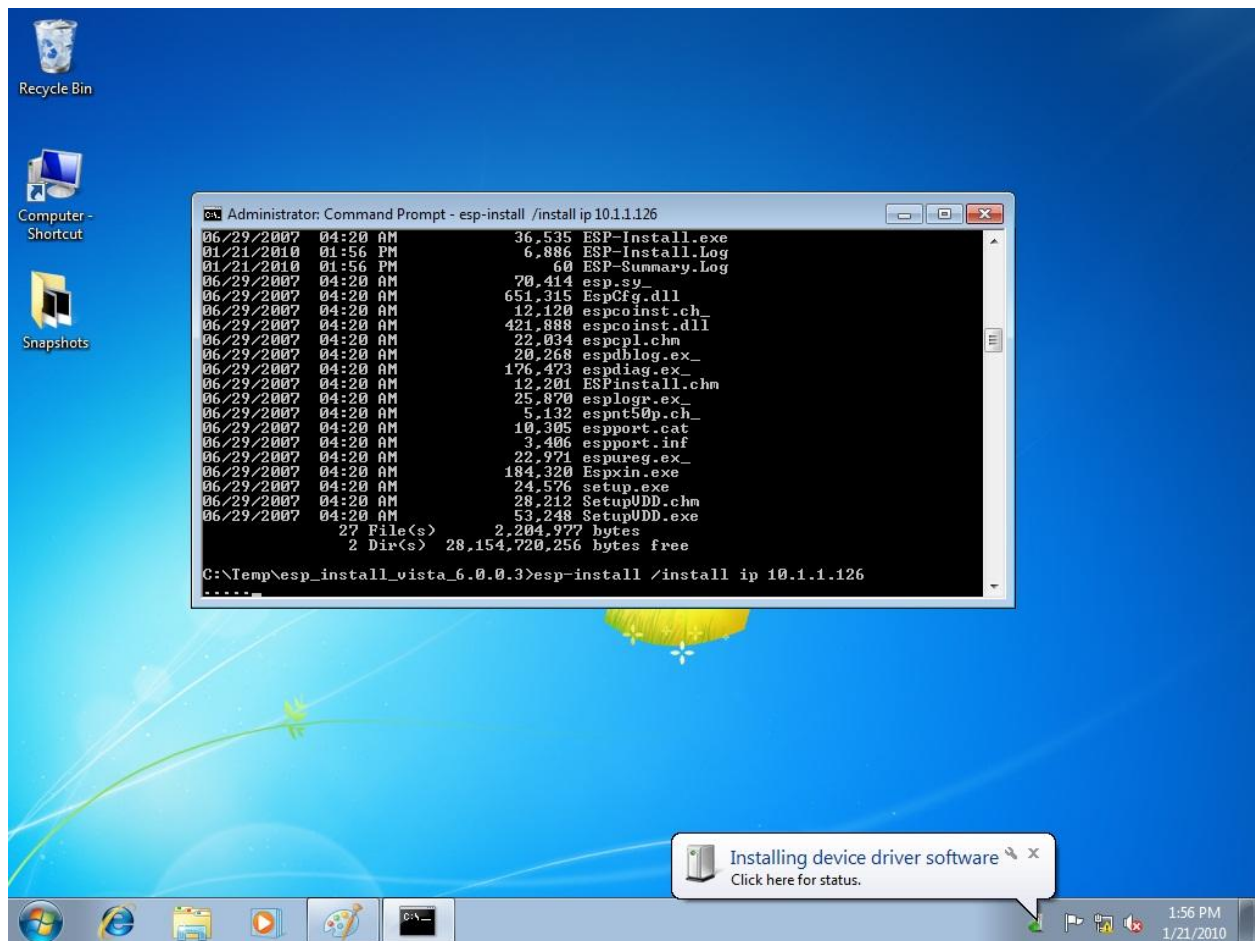 Recycle Bin
Computer -
Shortcut
Snapshots
Administrator: Command Prompt - esp-install /install ip 10.1.1.126
06/29/2007 04:20 AM 36,535 ESP-Install.exe
01/21/2010 01:56 PM 6,886 ESP-Install.Log
01/21/2010 01:56 PM 60 ESP-Summary.Log
06/29/2007 04:20 AM 70,414 esp.sy_
06/29/2007 04:20 AM 651,315 EspCfg.dll
06/29/2007 04:20 AM 12,120 espcoinst.ch_
06/29/2007 04:20 AM 421,888 espcoinst.dll
06/29/2007 04:20 AM 22,034 espcpl.chm
06/29/2007 04:20 AM 20,268 espdblog.ex_
06/29/2007 04:20 AM 176,473 espdiag.ex_
06/29/2007 04:20 AM 12,201 ESPinstall.chm
06/29/2007 04:20 AM 25,870 esplogr.ex_
06/29/2007 04:20 AM 5,132 espnt50p.ch_
06/29/2007 04:20 AM 10,305 espport.cat
06/29/2007 04:20 AM 3,406 espport.inf
06/29/2007 04:20 AM 22,971 espureg.ex_
06/29/2007 04:20 AM 184,320 Espxin.exe
06/29/2007 04:20 AM 24,576 setup.exe
06/29/2007 04:20 AM 28,212 SetupVDD.chm
06/29/2007 04:20 AM 53,248 SetupVDD.exe
27 File(s) 2,204,977 bytes
2 Dir(s) 28,154,720,256 bytes free
C:\Temp\esp_install_vista_6.0.0.3>esp-install /install ip 10.1.1.126
.....
Installing device driver software
Click here for status.
C:\_
1:56 PM
1/21/2010